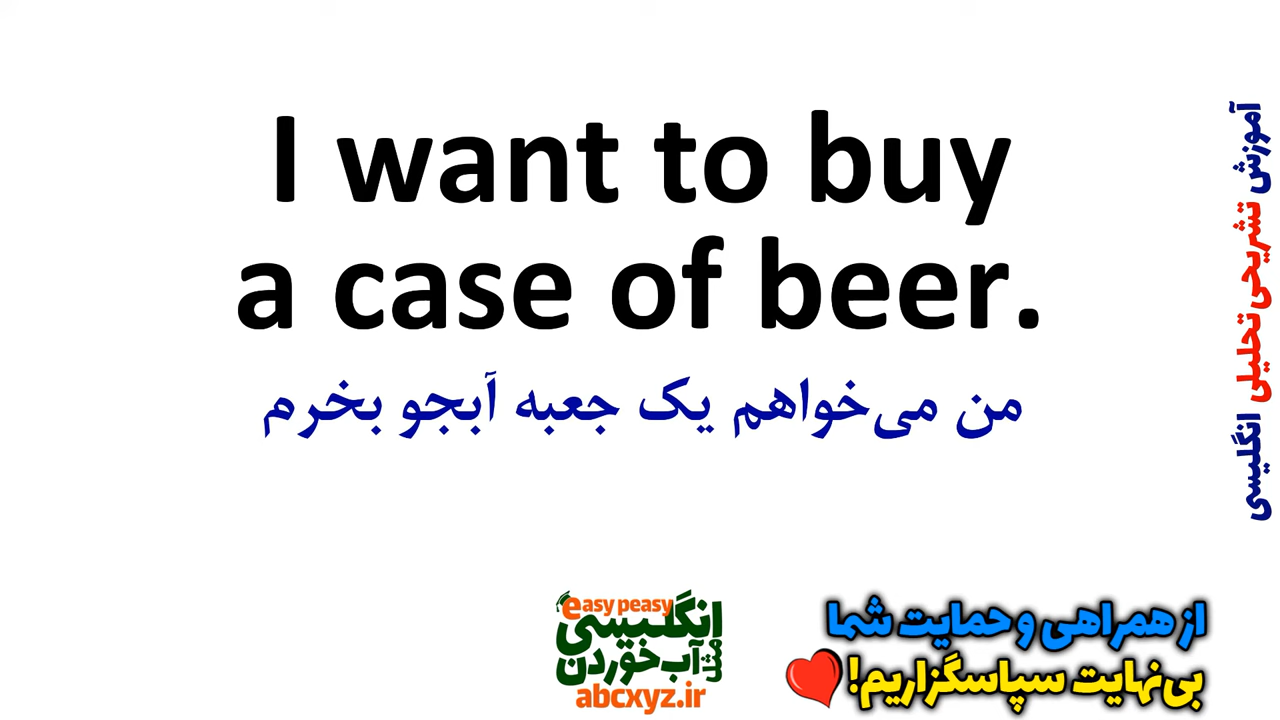 I want to buy
a case of beer.
من می‌خواهم یک جعبه آبجو بخرم
آموزش تشریحی تحلیلی انگلیسی
easy peasy
انگلیسی
مثل آب خوردن
abcxyz.ir
از همراهی و حمایت شما
بی‌نهایت سپاسگزاریم!